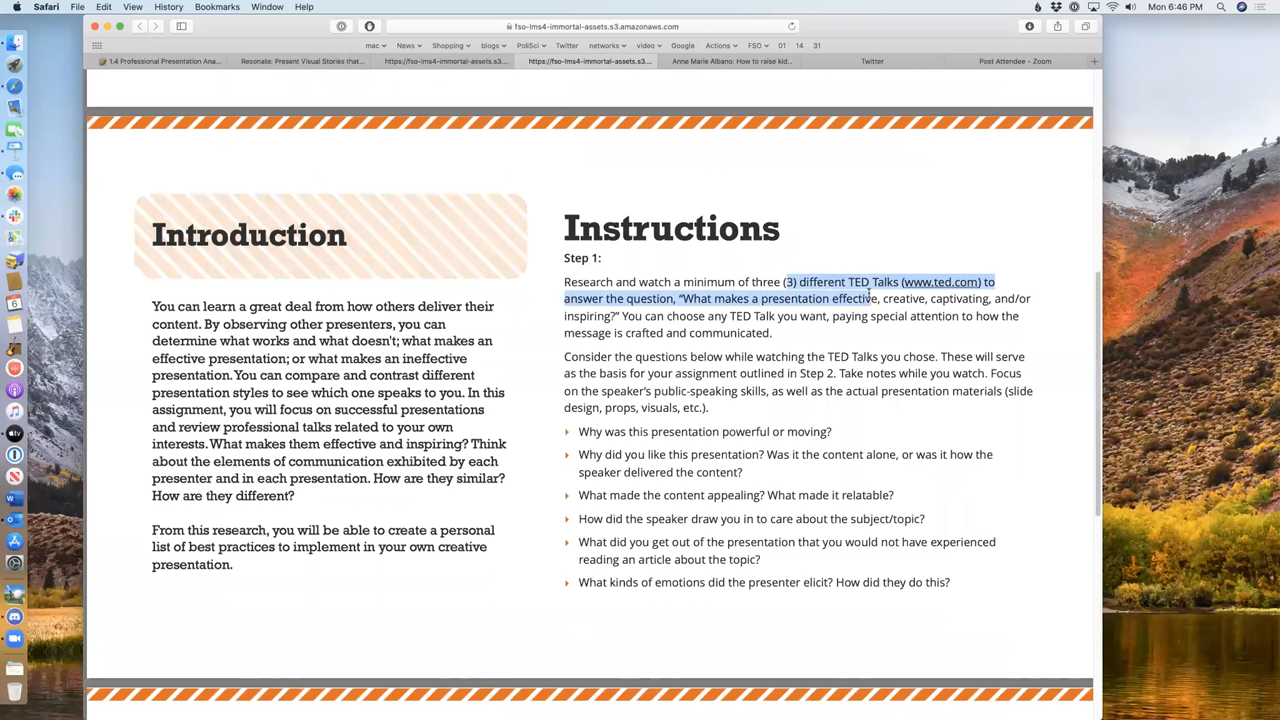 Safari File Edit View History Bookmarks Window Help
Mon 6:46 PM
fso-lms4-immortal-assets.s3.amazonaws.com
mac News Shopping blogs PoliSci Twitter networks video Google Actions FSO 01 14 31
1.4 Professional Presentation Ana... Resonate: Present Visual Stories that... https://fso-lms4-immortal-assets.s3.... https://fso-lms4-immortal-assets.s3.... Anne Marie Albano: How to raise kid... Twitter Post Attendee - Zoom
Introduction
You can learn a great deal from how others deliver their
content. By observing other presenters, you can
determine what works and what doesn't; what makes an
effective presentation; or what makes an ineffective
presentation. You can compare and contrast different
presentation styles to see which one speaks to you. In this
assignment, you will focus on successful presentations
and review professional talks related to your own
interests. What makes them effective and inspiring? Think
about the elements of communication exhibited by each
presenter and in each presentation. How are they similar?
How are they different?
From this research, you will be able to create a personal
list of best practices to implement in your own creative
presentation.
Instructions
Step 1:
Research and watch a minimum of three (3) different TED Talks (www.ted.com) to
answer the question, “What makes a presentation effective, creative, captivating, and/or
inspiring?” You can choose any TED Talk you want, paying special attention to how the
message is crafted and communicated.
Consider the questions below while watching the TED Talks you chose. These will serve
as the basis for your assignment outlined in Step 2. Take notes while you watch. Focus
on the speaker’s public-speaking skills, as well as the actual presentation materials (slide
design, props, visuals, etc.).
Why was this presentation powerful or moving?
Why did you like this presentation? Was it the content alone, or was it how the
speaker delivered the content?
What made the content appealing? What made it relatable?
How did the speaker draw you in to care about the subject/topic?
What did you get out of the presentation that you would not have experienced
reading an article about the topic?
What kinds of emotions did the presenter elicit? How did they do this?
6